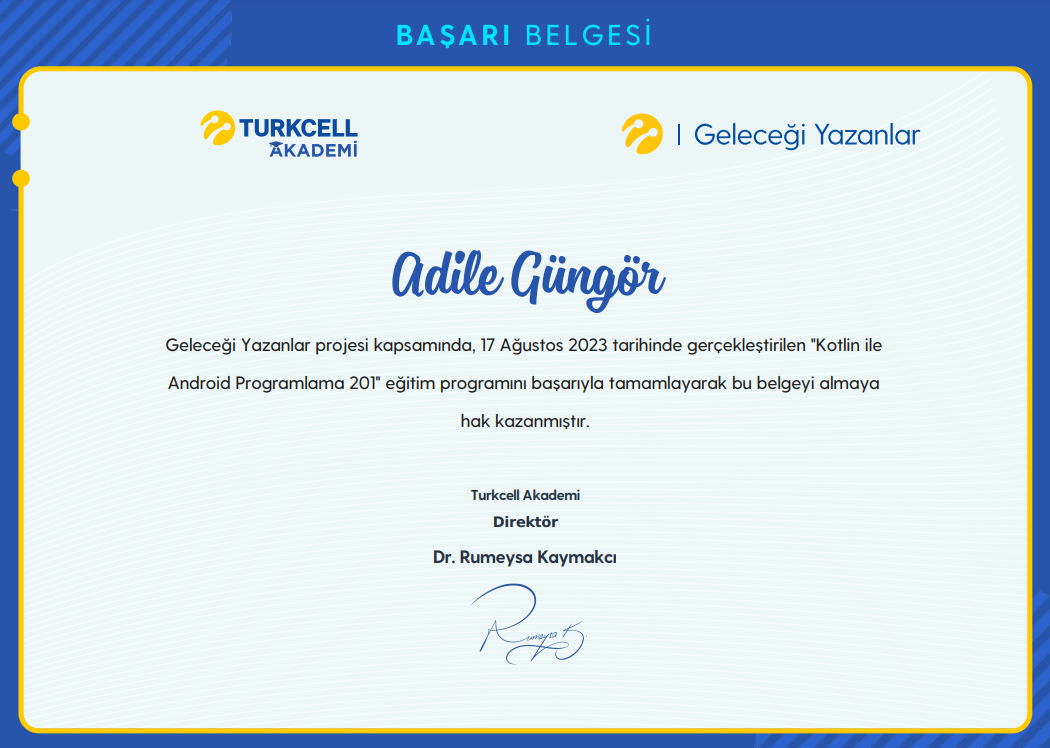 BAŞARI BELGESİ
TURKCELL
AKADEMİ
| Geleceği Yazanlar
Adile Güngör
Geleceği Yazanlar projesi kapsamında, 17 Ağustos 2023 tarihinde gerçekleştirilen "Kotlin ile
Android Programlama 201" eğitim programını başarıyla tamamlayarak bu belgeyi almaya
hak kazanmıştır.
Turkcell Akademi
Direktör
Dr. Rumeysa Kaymakcı
Rumeysa K.